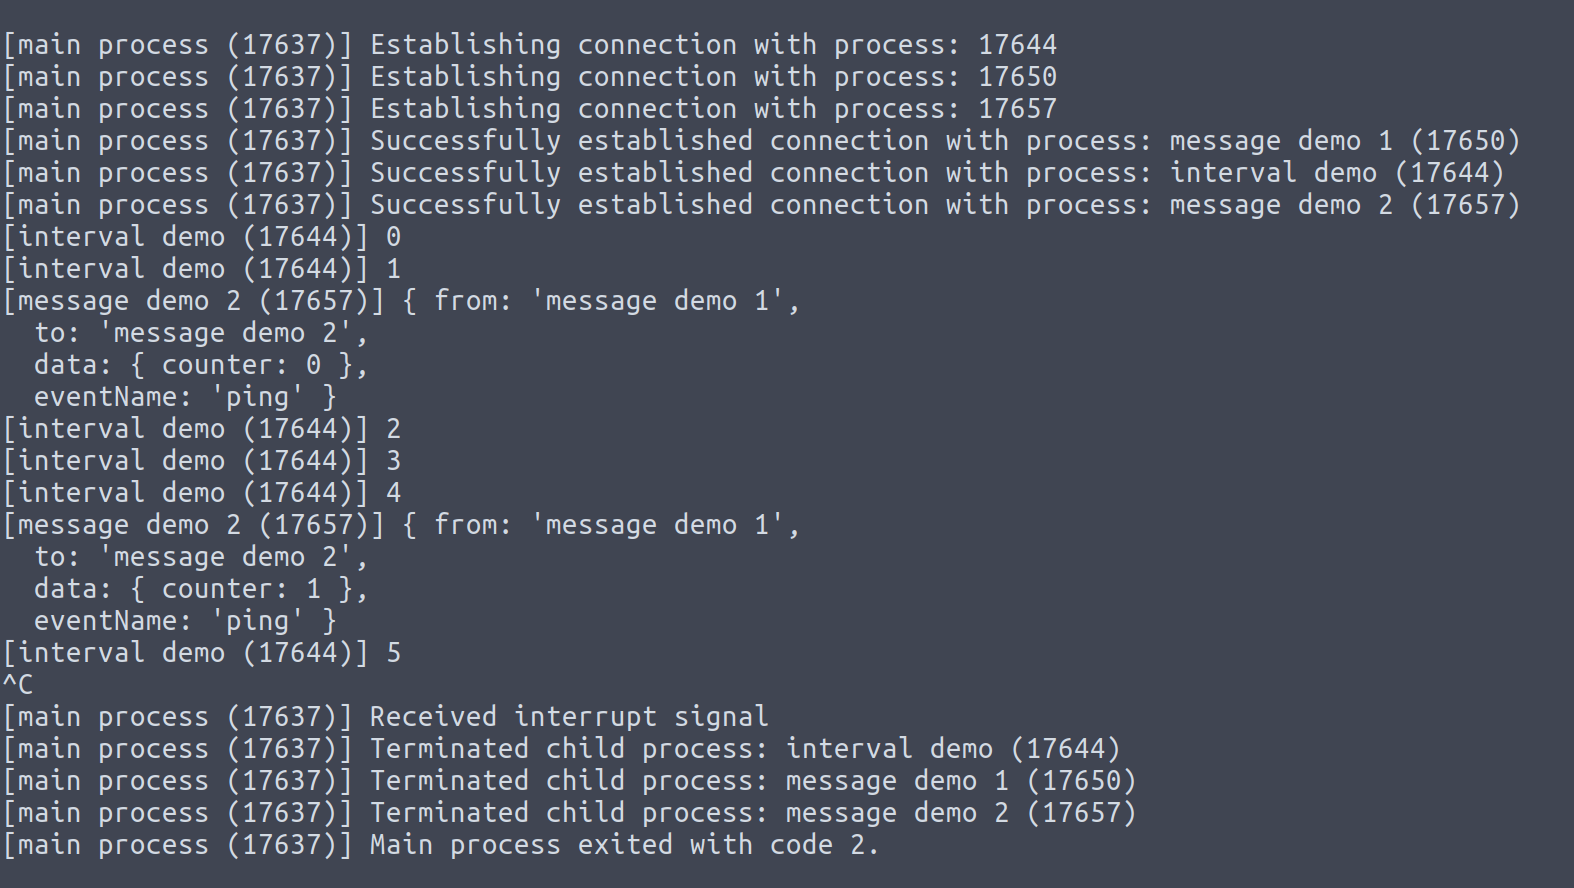 [main process (17637)] Establishing connection with process: 17644
[main process (17637)] Establishing connection with process: 17650
[main process (17637)] Establishing connection with process: 17657
[main process (17637)] Successfully established connection with process: message demo 1 (17650)
[main process (17637)] Successfully established connection with process: interval demo (17644)
[main process (17637)] Successfully established connection with process: message demo 2 (17657)
[interval demo (17644)] 0
[interval demo (17644)] 1
[message demo 2 (17657)] { from: 'message demo 1',
  to: 'message demo 2',
  data: { counter: 0 },
  eventName: 'ping' }
[interval demo (17644)] 2
[interval demo (17644)] 3
[interval demo (17644)] 4
[message demo 2 (17657)] { from: 'message demo 1',
  to: 'message demo 2',
  data: { counter: 1 },
  eventName: 'ping' }
[interval demo (17644)] 5
^C
[main process (17637)] Received interrupt signal
[main process (17637)] Terminated child process: interval demo (17644)
[main process (17637)] Terminated child process: message demo 1 (17650)
[main process (17637)] Terminated child process: message demo 2 (17657)
[main process (17637)] Main process exited with code 2.